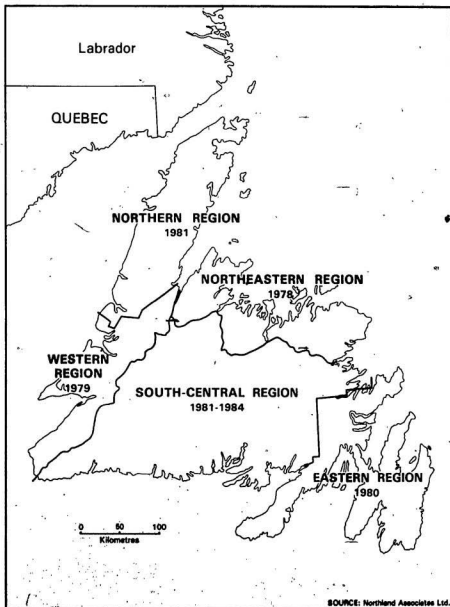 Labrador
QUEBEC
NORTHERN REGION
1981
NORTHEASTERN REGION
1978
WESTERN
REGION
1979
SOUTH-CENTRAL REGION
1981-1984
EASTERN REGION
1980
0 50 100
Kilometres
SOURCE: Northland Associates Ltd.